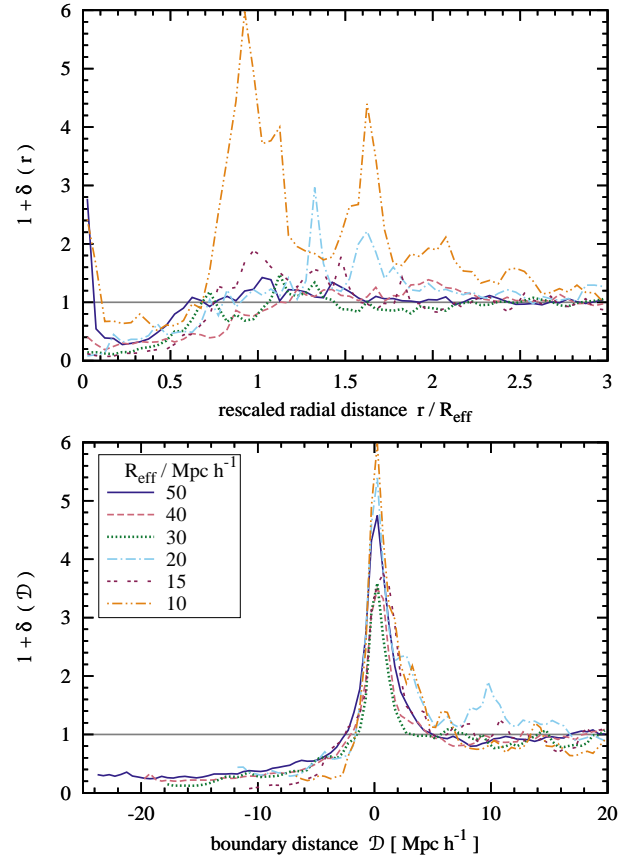 6
5
4
3
2
1
0
1 + δ ( r )
0 0.5 1 1.5 2 2.5 3
rescaled radial distance r / R_eff
6
5
4
3
2
1
0
1 + δ ( 𝒟 )
R_eff / Mpc h⁻¹
50
40
30
20
15
10
-20 -10 0 10 20
boundary distance 𝒟 [ Mpc h⁻¹ ]